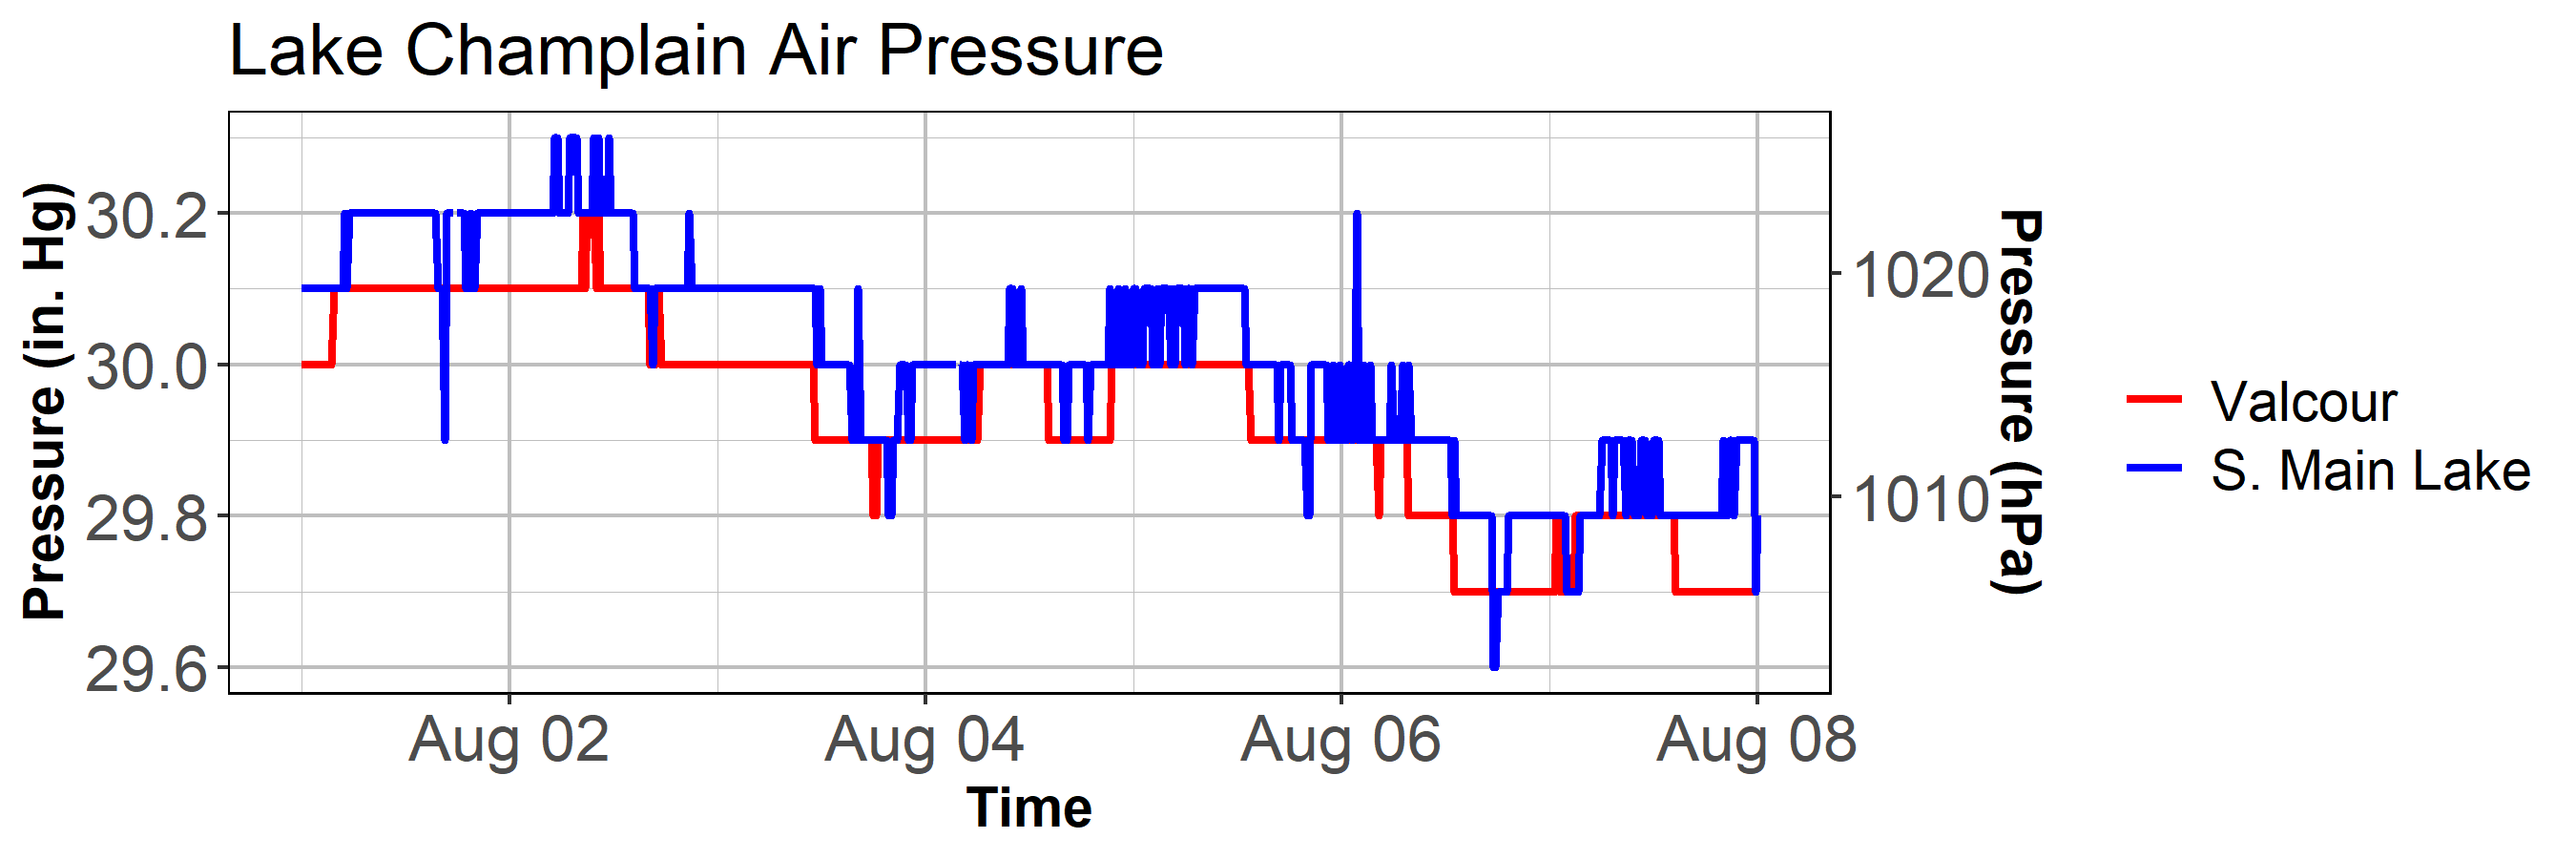 Lake Champlain Air Pressure
Pressure (in. Hg)
30.2
30.0
29.8
29.6
Aug 02
Aug 04
Aug 06
Aug 08
Time
1020
1010
Pressure (hPa)
Valcour
S. Main Lake